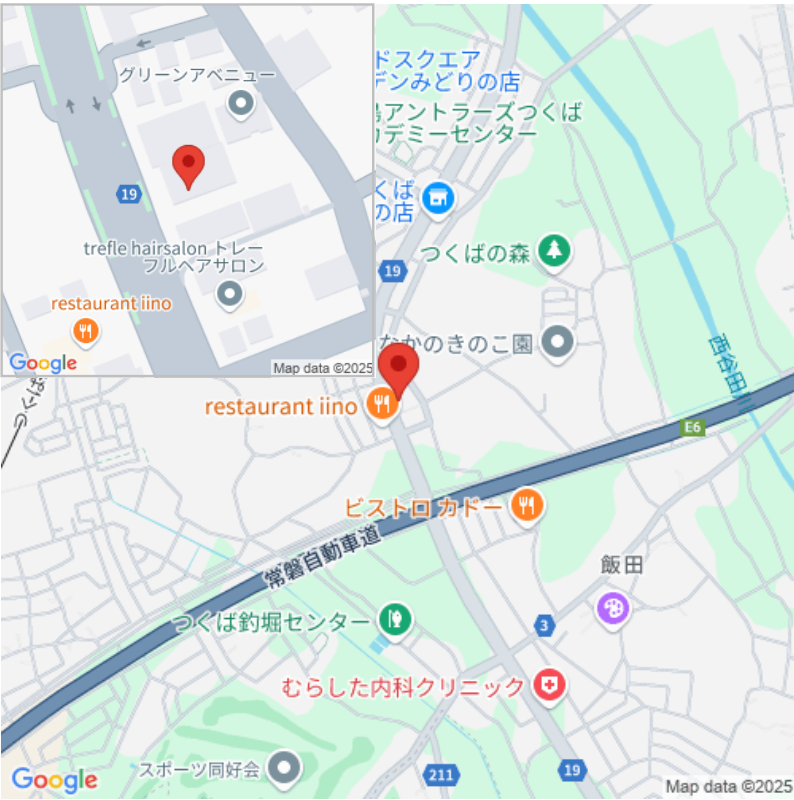 グリーンアベニュー
19
trefle hairsalon トレー
フルヘアサロン
restaurant iino
Google
Map data ©2025
ドスクエア
デンみどりの店
アントラーズつくば
カデミーセンター
くば
の店
19
つくばの森
なかのきのこ園
西谷田川
restaurant iino
E6
ビストロ カドー
常磐自動車道
飯田
つくば釣堀センター
3
むらした内科クリニック
スポーツ同好会
211
19
Google
Map data ©2025